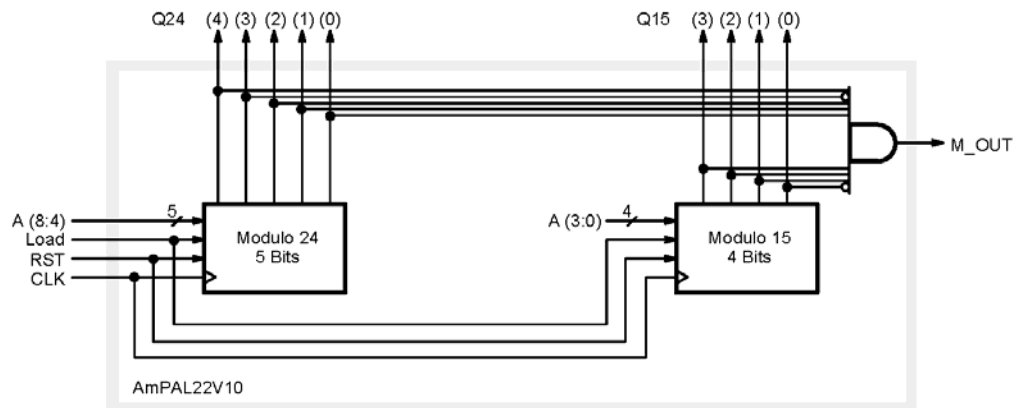 Q24 (4) (3) (2) (1) (0) Q15 (3) (2) (1) (0)
M_OUT
A (8:4) 5 A (3:0) 4
Load
RST
CLK
Modulo 24
5 Bits
Modulo 15
4 Bits
AmPAL22V10